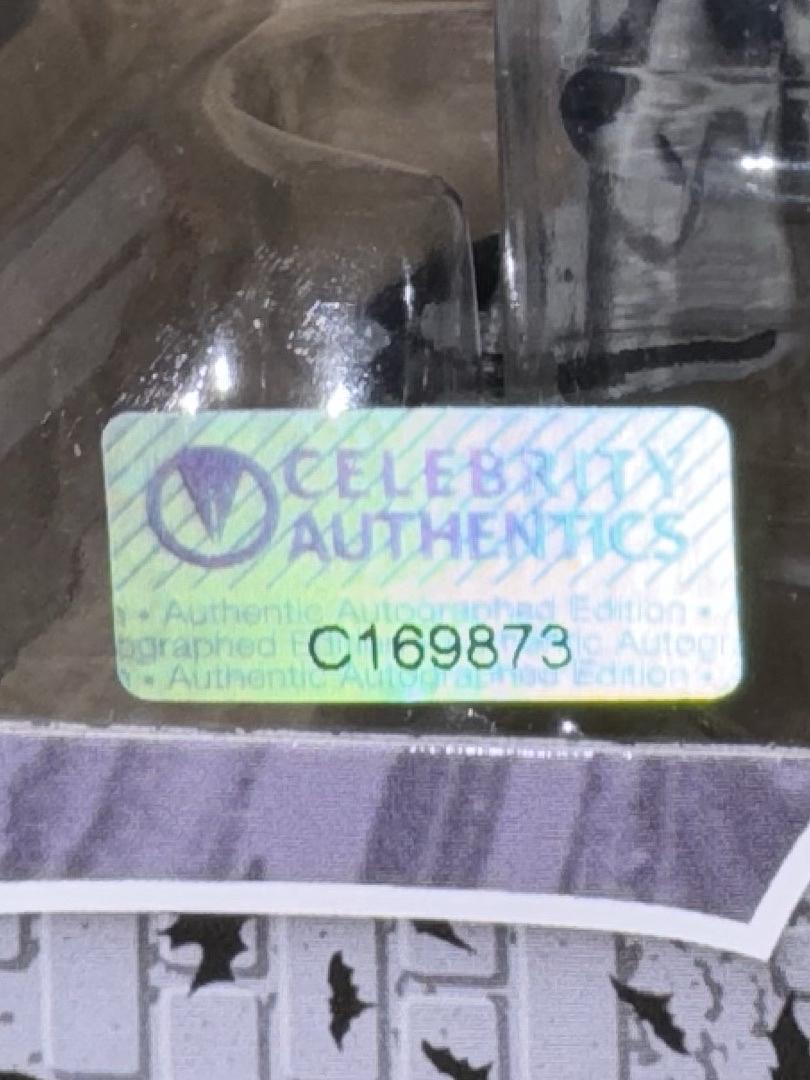 CELEBRITY
AUTHENTICS
• Authentic Autographed Edition •
C169873
• Authentic Autographed Edition •